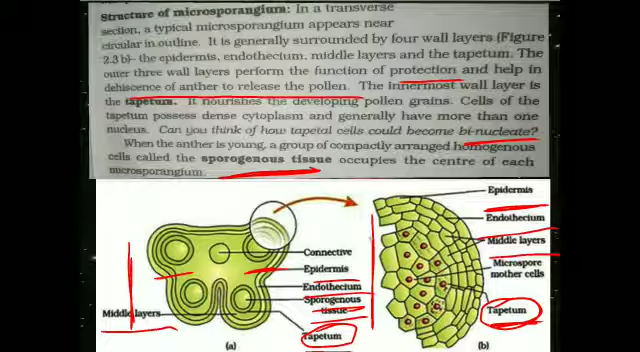 Structure of microsporangium: In a transverse
section, a typical microsporangium appears near
circular in outline. It is generally surrounded by four wall layers (Figure
2.3 b)– the epidermis, endothecium, middle layers and the tapetum. The
outer three wall layers perform the function of protection and help in
dehiscence of anther to release the pollen. The innermost wall layer is
the tapetum. It nourishes the developing pollen grains. Cells of the
tapetum possess dense cytoplasm and generally have more than one
nucleus. Can you think of how tapetal cells could become bi-nucleate?
When the anther is young, a group of compactly arranged homogenous
cells called the sporogenous tissue occupies the centre of each
microsporangium.
Connective
Epidermis
Endothecium
Sporogenous
tissue
Middle layers
Tapetum
(a)
Epidermis
Endothecium
Middle layers
Microspore
mother cells
Tapetum
(b)